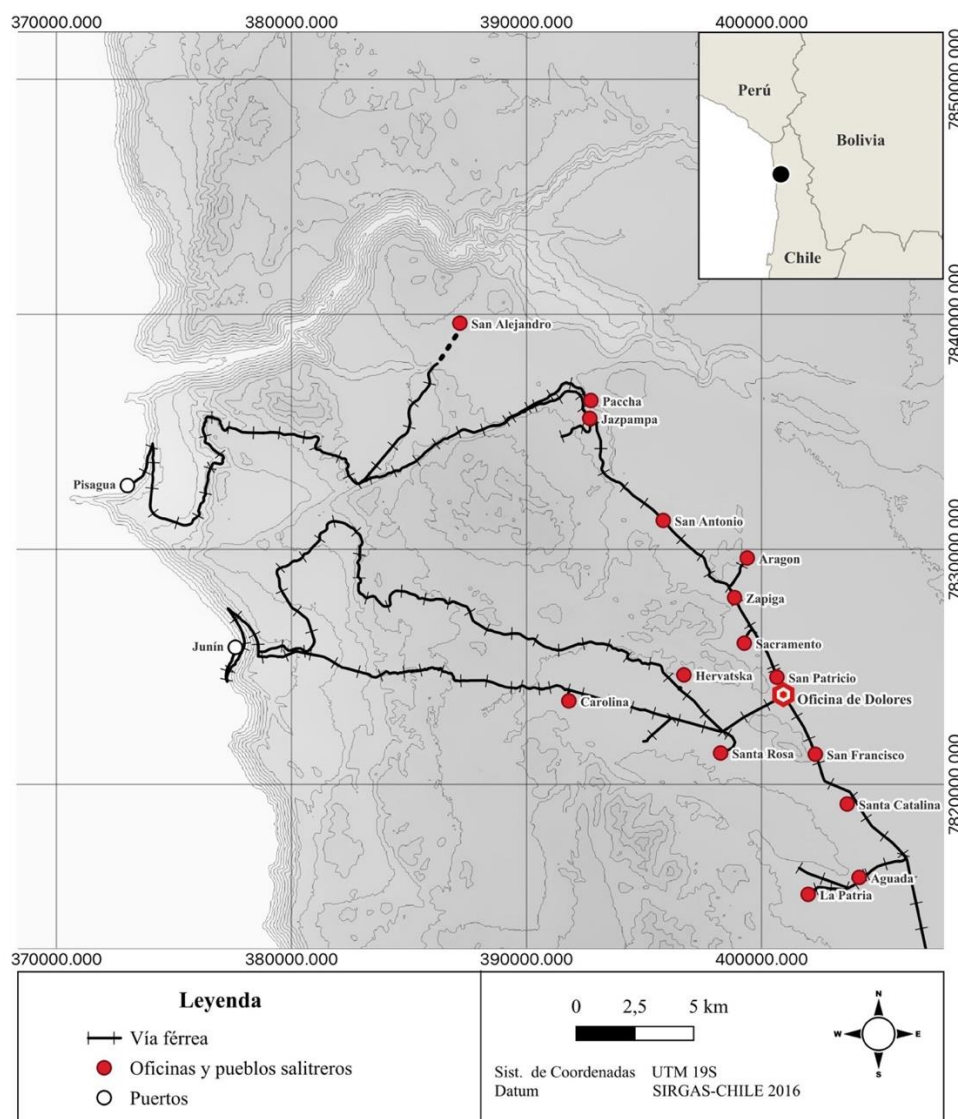 370000.000 380000.000 390000.000 400000.000
Perú
Bolivia
Chile
7850000.000
7840000.000
7830000.000
7820000.000
San Alejandro
Paccha
Jazpampa
Pisagua
San Antonio
Aragon
Zapiga
Sacramento
Junín
Hervatska
San Patricio
Oficina de Dolores
Carolina
Santa Rosa
San Francisco
Santa Catalina
Aguada
La Patria
370000.000 380000.000 390000.000 400000.000
Leyenda
Vía férrea
Oficinas y pueblos salitreros
Puertos
0 2,5 5 km
Sist. de Coordenadas UTM 19S
Datum SIRGAS-CHILE 2016
N
W E
S